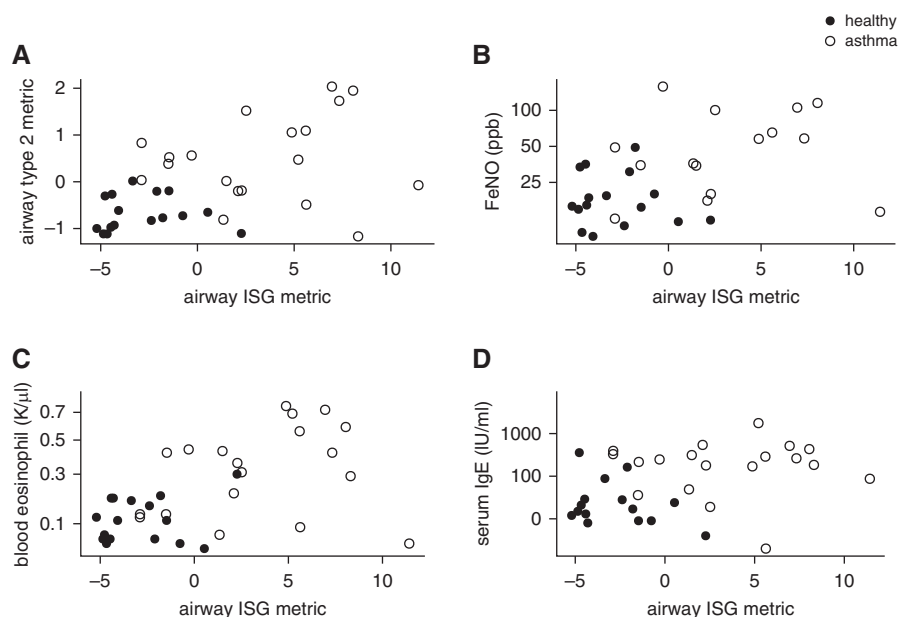 healthy
asthma
A
airway type 2 metric
2
1
0
−1
−5
0
5
10
airway ISG metric
B
FeNO (ppb)
100
50
25
−5
0
5
10
airway ISG metric
C
blood eosinophil (K/μl)
0.7
0.5
0.3
0.1
−5
0
5
10
airway ISG metric
D
serum IgE (IU/ml)
1000
100
0
−5
0
5
10
airway ISG metric